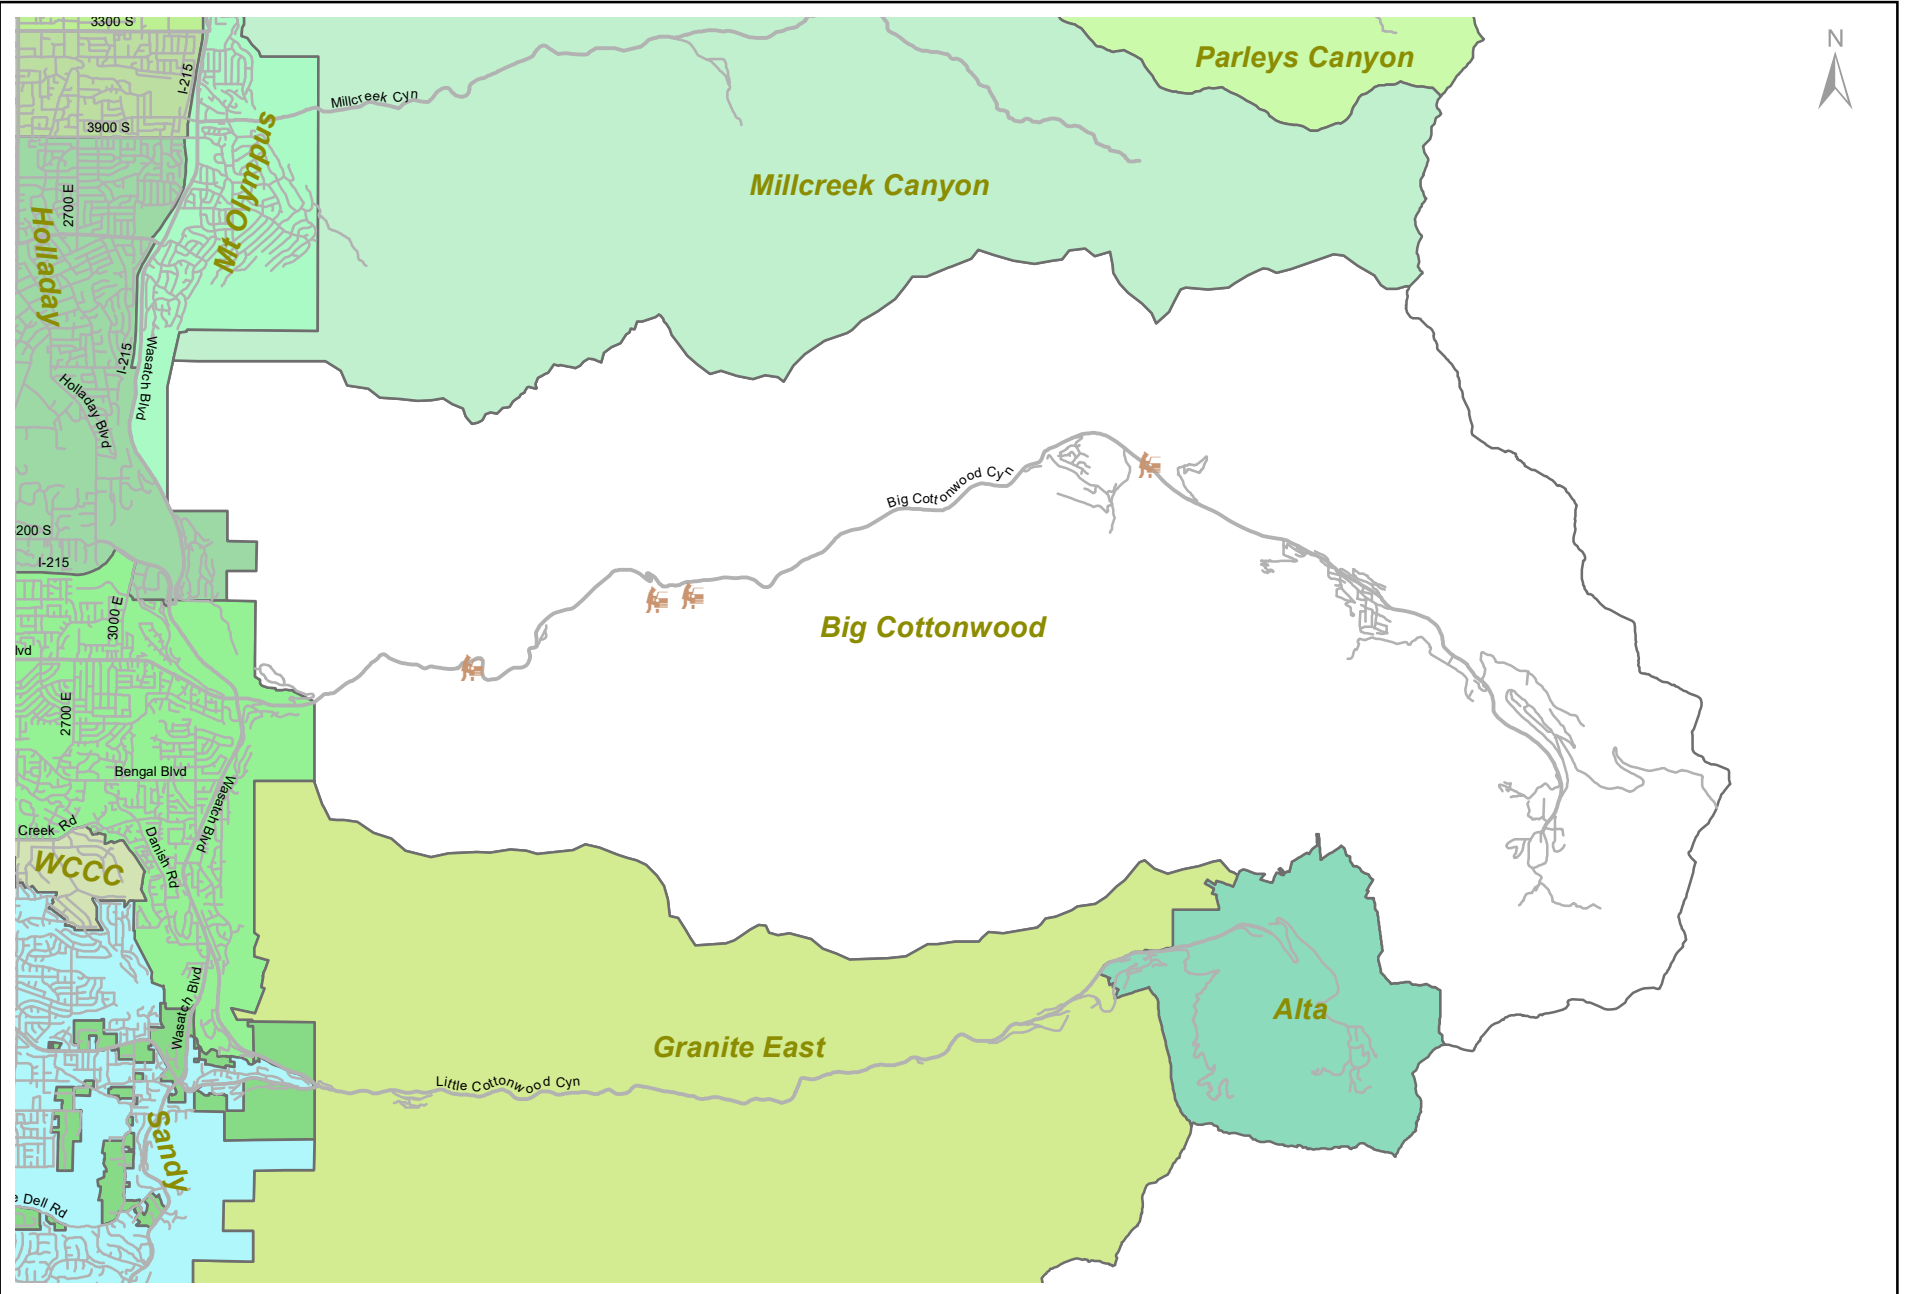 3300 S
N
Parleys Canyon
I-215
Millcreek Cyn
3900 S
Mt Olympus
Millcreek Canyon
2700 E
Holladay
I-215
Wasatch Blvd
Holladay Blvd
Big Cottonwood Cyn
200 S
I-215
3000 E
Big Cottonwood
lvd
2700 E
Bengal Blvd
Wasatch Blvd
Creek Rd
Danish Rd
WCCC
Wasatch Blvd
Alta
Granite East
Little Cottonwood Cyn
Sandy
Dell Rd